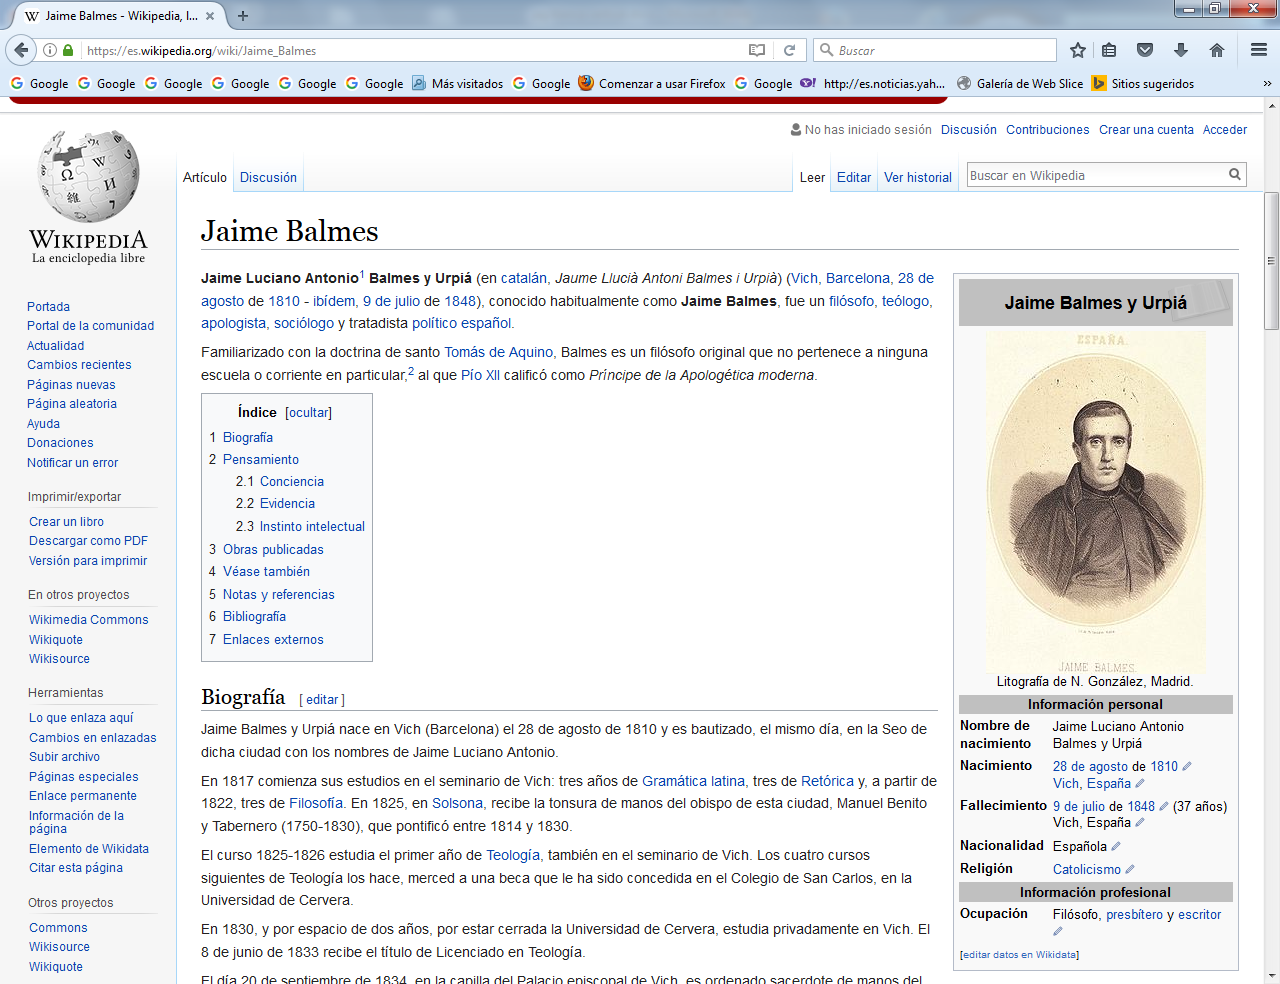 Jaime Balmes - Wikipedia, l...
https://es.wikipedia.org/wiki/Jaime_Balmes
Buscar
Google Google Google Google Google Google Más visitados Google Comenzar a usar Firefox Google http://es.noticias.yah... Galería de Web Slice Sitios sugeridos »
No has iniciado sesión Discusión Contribuciones Crear una cuenta Acceder
Artículo Discusión Leer Editar Ver historial Buscar en Wikipedia
WIKIPEDIA
La enciclopedia libre
Portada
Portal de la comunidad
Actualidad
Cambios recientes
Páginas nuevas
Página aleatoria
Ayuda
Donaciones
Notificar un error
Imprimir/exportar
Crear un libro
Descargar como PDF
Versión para imprimir
En otros proyectos
Wikimedia Commons
Wikiquote
Wikisource
Herramientas
Lo que enlaza aquí
Cambios en enlazadas
Subir archivo
Páginas especiales
Enlace permanente
Información de la
página
Elemento de Wikidata
Citar esta página
Otros proyectos
Commons
Wikisource
Wikiquote
Jaime Balmes
Jaime Luciano Antonio1 Balmes y Urpiá (en catalán, Jaume Llucià Antoni Balmes i Urpià) (Vich, Barcelona, 28 de
agosto de 1810 - ibídem, 9 de julio de 1848), conocido habitualmente como Jaime Balmes, fue un filósofo, teólogo,
apologista, sociólogo y tratadista político español.
Familiarizado con la doctrina de santo Tomás de Aquino, Balmes es un filósofo original que no pertenece a ninguna
escuela o corriente en particular,2 al que Pío XII calificó como Príncipe de la Apologética moderna.
Índice [ocultar]
1 Biografía
2 Pensamiento
2.1 Conciencia
2.2 Evidencia
2.3 Instinto intelectual
3 Obras publicadas
4 Véase también
5 Notas y referencias
6 Bibliografía
7 Enlaces externos
Biografía [ editar ]
Jaime Balmes y Urpiá nace en Vich (Barcelona) el 28 de agosto de 1810 y es bautizado, el mismo día, en la Seo de
dicha ciudad con los nombres de Jaime Luciano Antonio.
En 1817 comienza sus estudios en el seminario de Vich: tres años de Gramática latina, tres de Retórica y, a partir de
1822, tres de Filosofía. En 1825, en Solsona, recibe la tonsura de manos del obispo de esta ciudad, Manuel Benito
y Tabernero (1750-1830), que pontificó entre 1814 y 1830.
El curso 1825-1826 estudia el primer año de Teología, también en el seminario de Vich. Los cuatro cursos
siguientes de Teología los hace, merced a una beca que le ha sido concedida en el Colegio de San Carlos, en la
Universidad de Cervera.
En 1830, y por espacio de dos años, por estar cerrada la Universidad de Cervera, estudia privadamente en Vich. El
8 de junio de 1833 recibe el título de Licenciado en Teología.
El día 20 de septiembre de 1834, en la capilla del Palacio episcopal de Vich, es ordenado sacerdote de manos del
Jaime Balmes y Urpiá
ESPAÑA.
JAIME BALMES.
Litografía de N. González, Madrid.
Información personal
Nombre de nacimiento Jaime Luciano Antonio
Balmes y Urpiá
Nacimiento 28 de agosto de 1810
Vich, España
Fallecimiento 9 de julio de 1848 (37 años)
Vich, España
Nacionalidad Española
Religión Catolicismo
Información profesional
Ocupación Filósofo, presbítero y escritor
[editar datos en Wikidata]